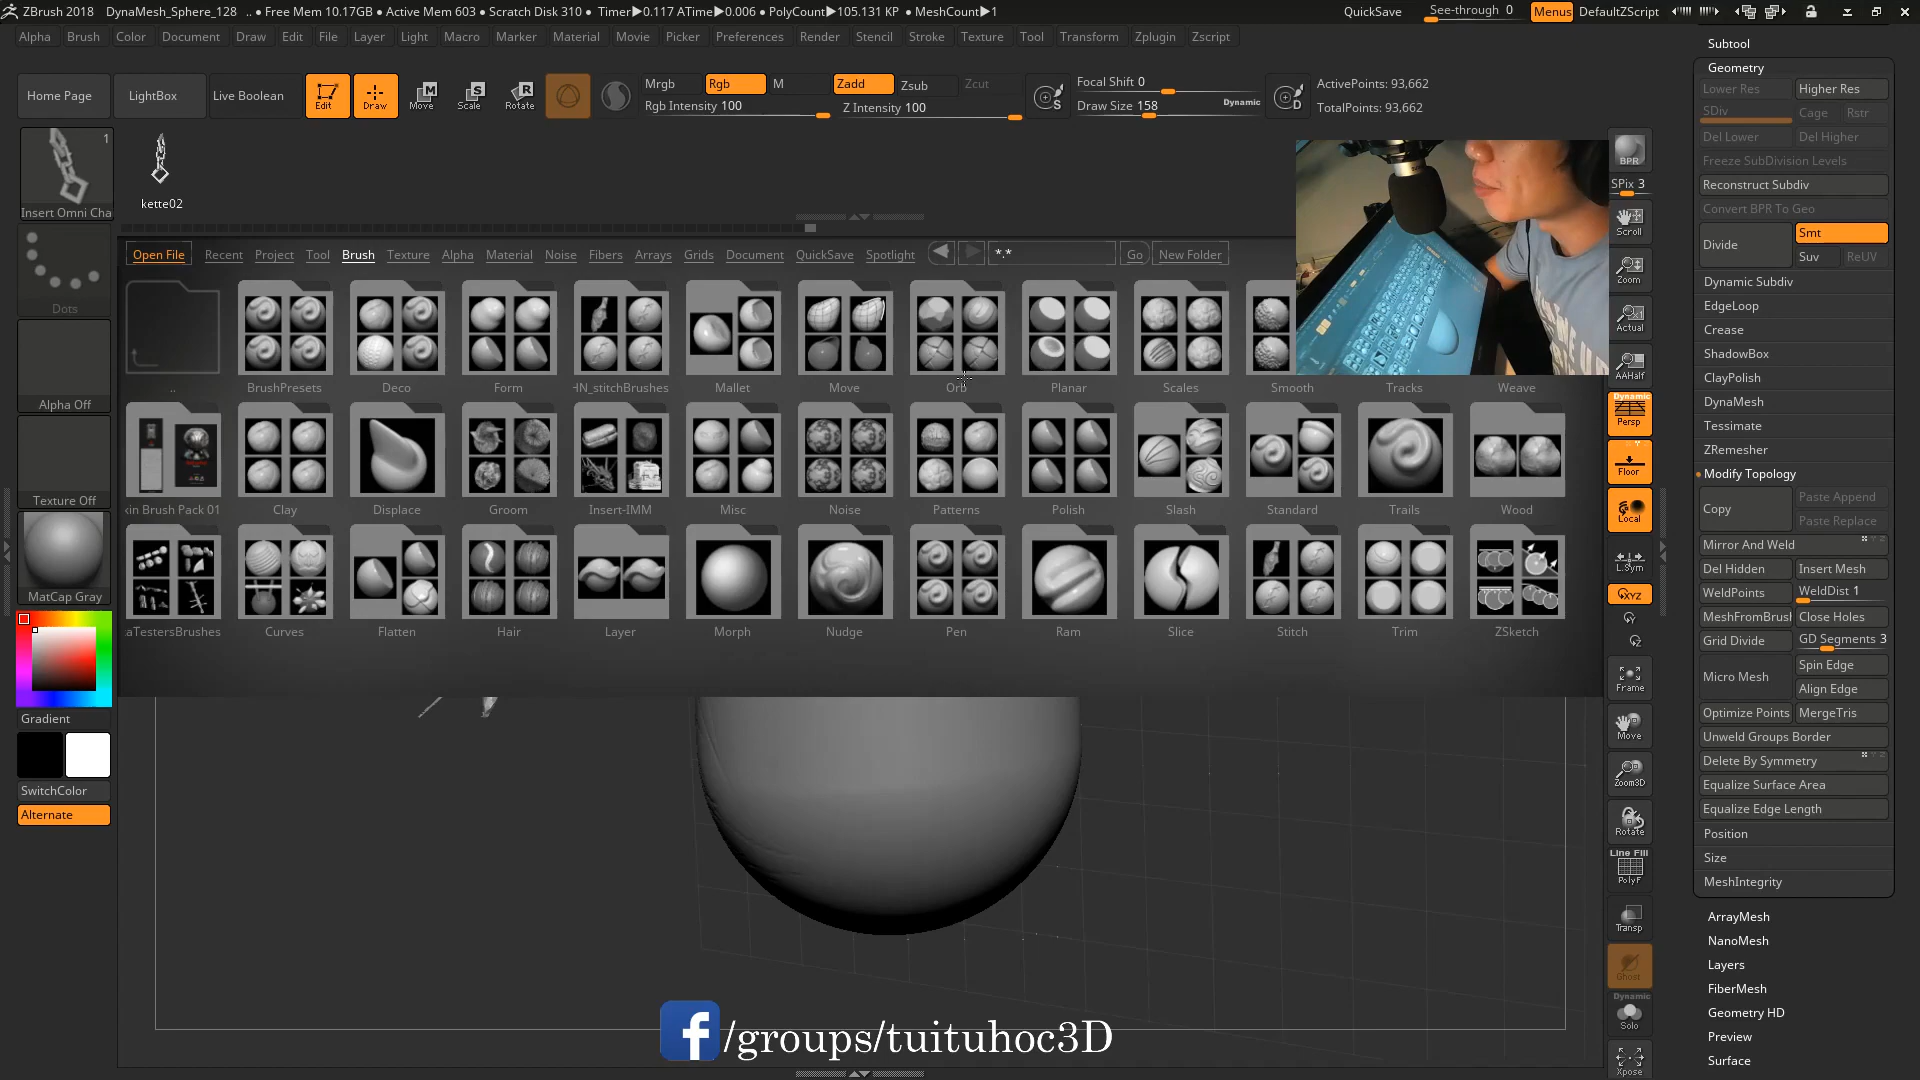 ZBrush 2018 DynaMesh_Sphere_128 .. ● Free Mem 10.17GB ● Active Mem 603 ● Scratch Disk 310 ● Timer▶0.117 ATime▶0.006 ● PolyCount▶105.131 KP ● MeshCount▶1 QuickSave See-through 0 Menus DefaultZScript
Alpha Brush Color Document Draw Edit File Layer Light Macro Marker Material Movie Picker Preferences Render Stencil Stroke Texture Tool Transform Zplugin Zscript
Home Page LightBox Live Boolean Edit Draw Move Scale Rotate
Mrgb Rgb M Zadd Zsub Zcut
Rgb Intensity 100 Z Intensity 100
Focal Shift 0
Draw Size 158 Dynamic
ActivePoints: 93,662
TotalPoints: 93,662
1
Insert Omni Cha
kette02
Dots
Alpha Off
Texture Off
MatCap Gray
Gradient
SwitchColor
Alternate
Open File Recent Project Tool Brush Texture Alpha Material Noise Fibers Arrays Grids Document QuickSave Spotlight *.* Go New Folder
.. BrushPresets Deco Form HN_stitchBrushes Mallet Move Orb Planar Scales Smooth Tracks Weave
kin Brush Pack 01 Clay Displace Groom Insert-IMM Misc Noise Patterns Polish Slash Standard Trails Wood
aTestersBrushes Curves Flatten Hair Layer Morph Nudge Pen Ram Slice Stitch Trim ZSketch
/groups/tuituhoc3D
BPR
SPix 3
Scroll
Zoom
Actual
AAHalf
Dynamic
Persp
Floor
Local
L.Sym
XYZ
Y
Z
Frame
Move
Zoom3D
Rotate
Line Fill
PolyF
Transp
Ghost
Dynamic
Solo
Xpose
Subtool
Geometry
Lower Res Higher Res
SDiv Cage Rstr
Del Lower Del Higher
Freeze SubDivision Levels
Reconstruct Subdiv
Convert BPR To Geo
Divide Smt
Suv ReUV
Dynamic Subdiv
EdgeLoop
Crease
ShadowBox
ClayPolish
DynaMesh
Tessimate
ZRemesher
Modify Topology
Copy Paste Append
Paste Replace
Mirror And Weld
Del Hidden Insert Mesh
WeldPoints WeldDist 1
MeshFromBrusl Close Holes
Grid Divide GD Segments 3
Micro Mesh Spin Edge
Align Edge
Optimize Points MergeTris
Unweld Groups Border
Delete By Symmetry
Equalize Surface Area
Equalize Edge Length
Position
Size
MeshIntegrity
ArrayMesh
NanoMesh
Layers
FiberMesh
Geometry HD
Preview
Surface